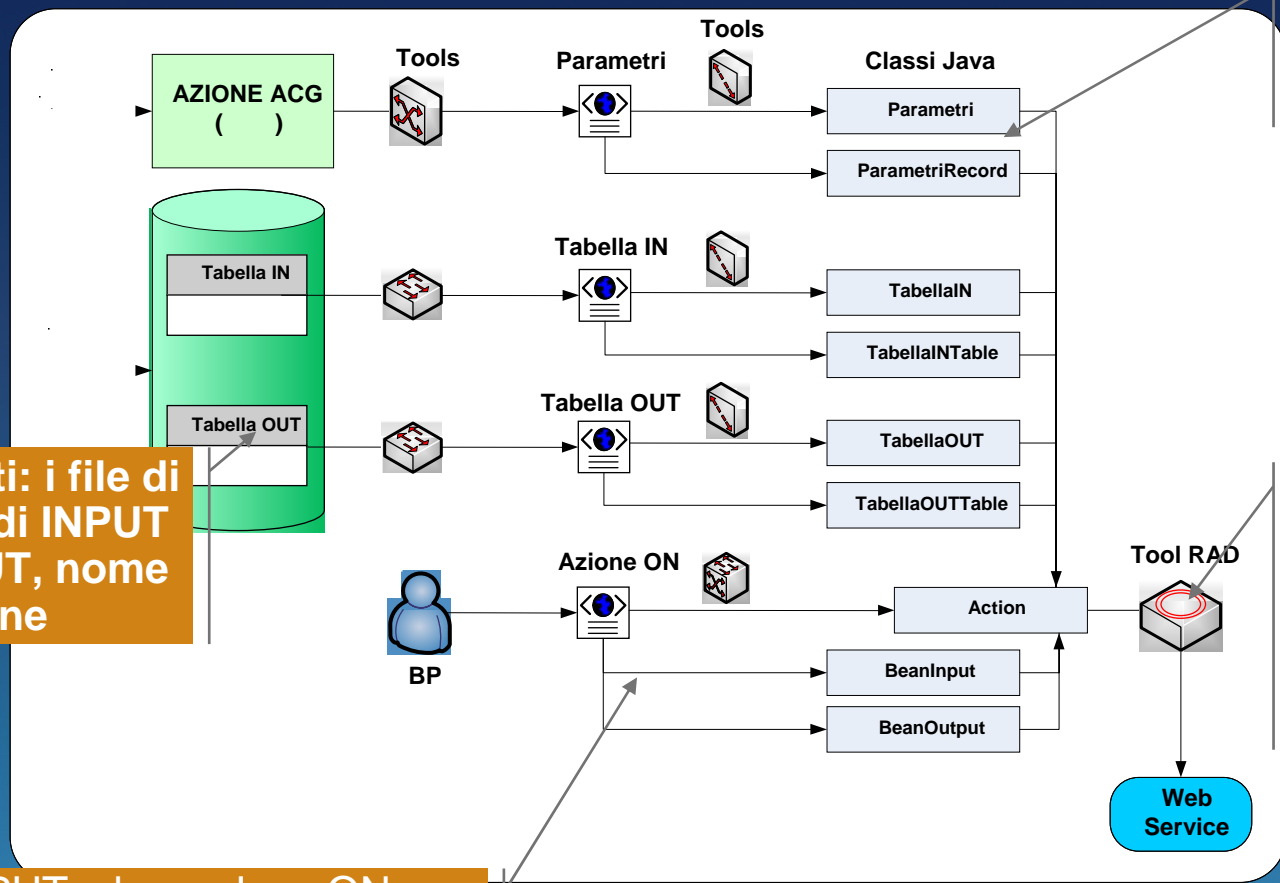 Tools
Tools
Parametri
Classi Java
AZIONE ACG
( )
Parametri
ParametriRecord
Tabella IN
Tabella IN
TabellaIN
TabellaINTable
Tabella OUT
Tabella OUT
TabellaOUT
TabellaOUTTable
ti: i file di
di INPUT
UT, nome
ne
Azione ON
Tool RAD
Action
BP
BeanInput
BeanOutput
Web
Service